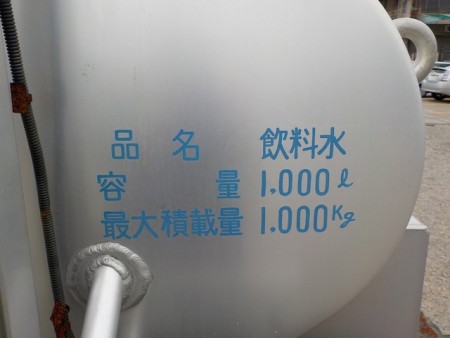 品名 飲料水
容量 1,000ℓ
最大積載量 1.000Kg